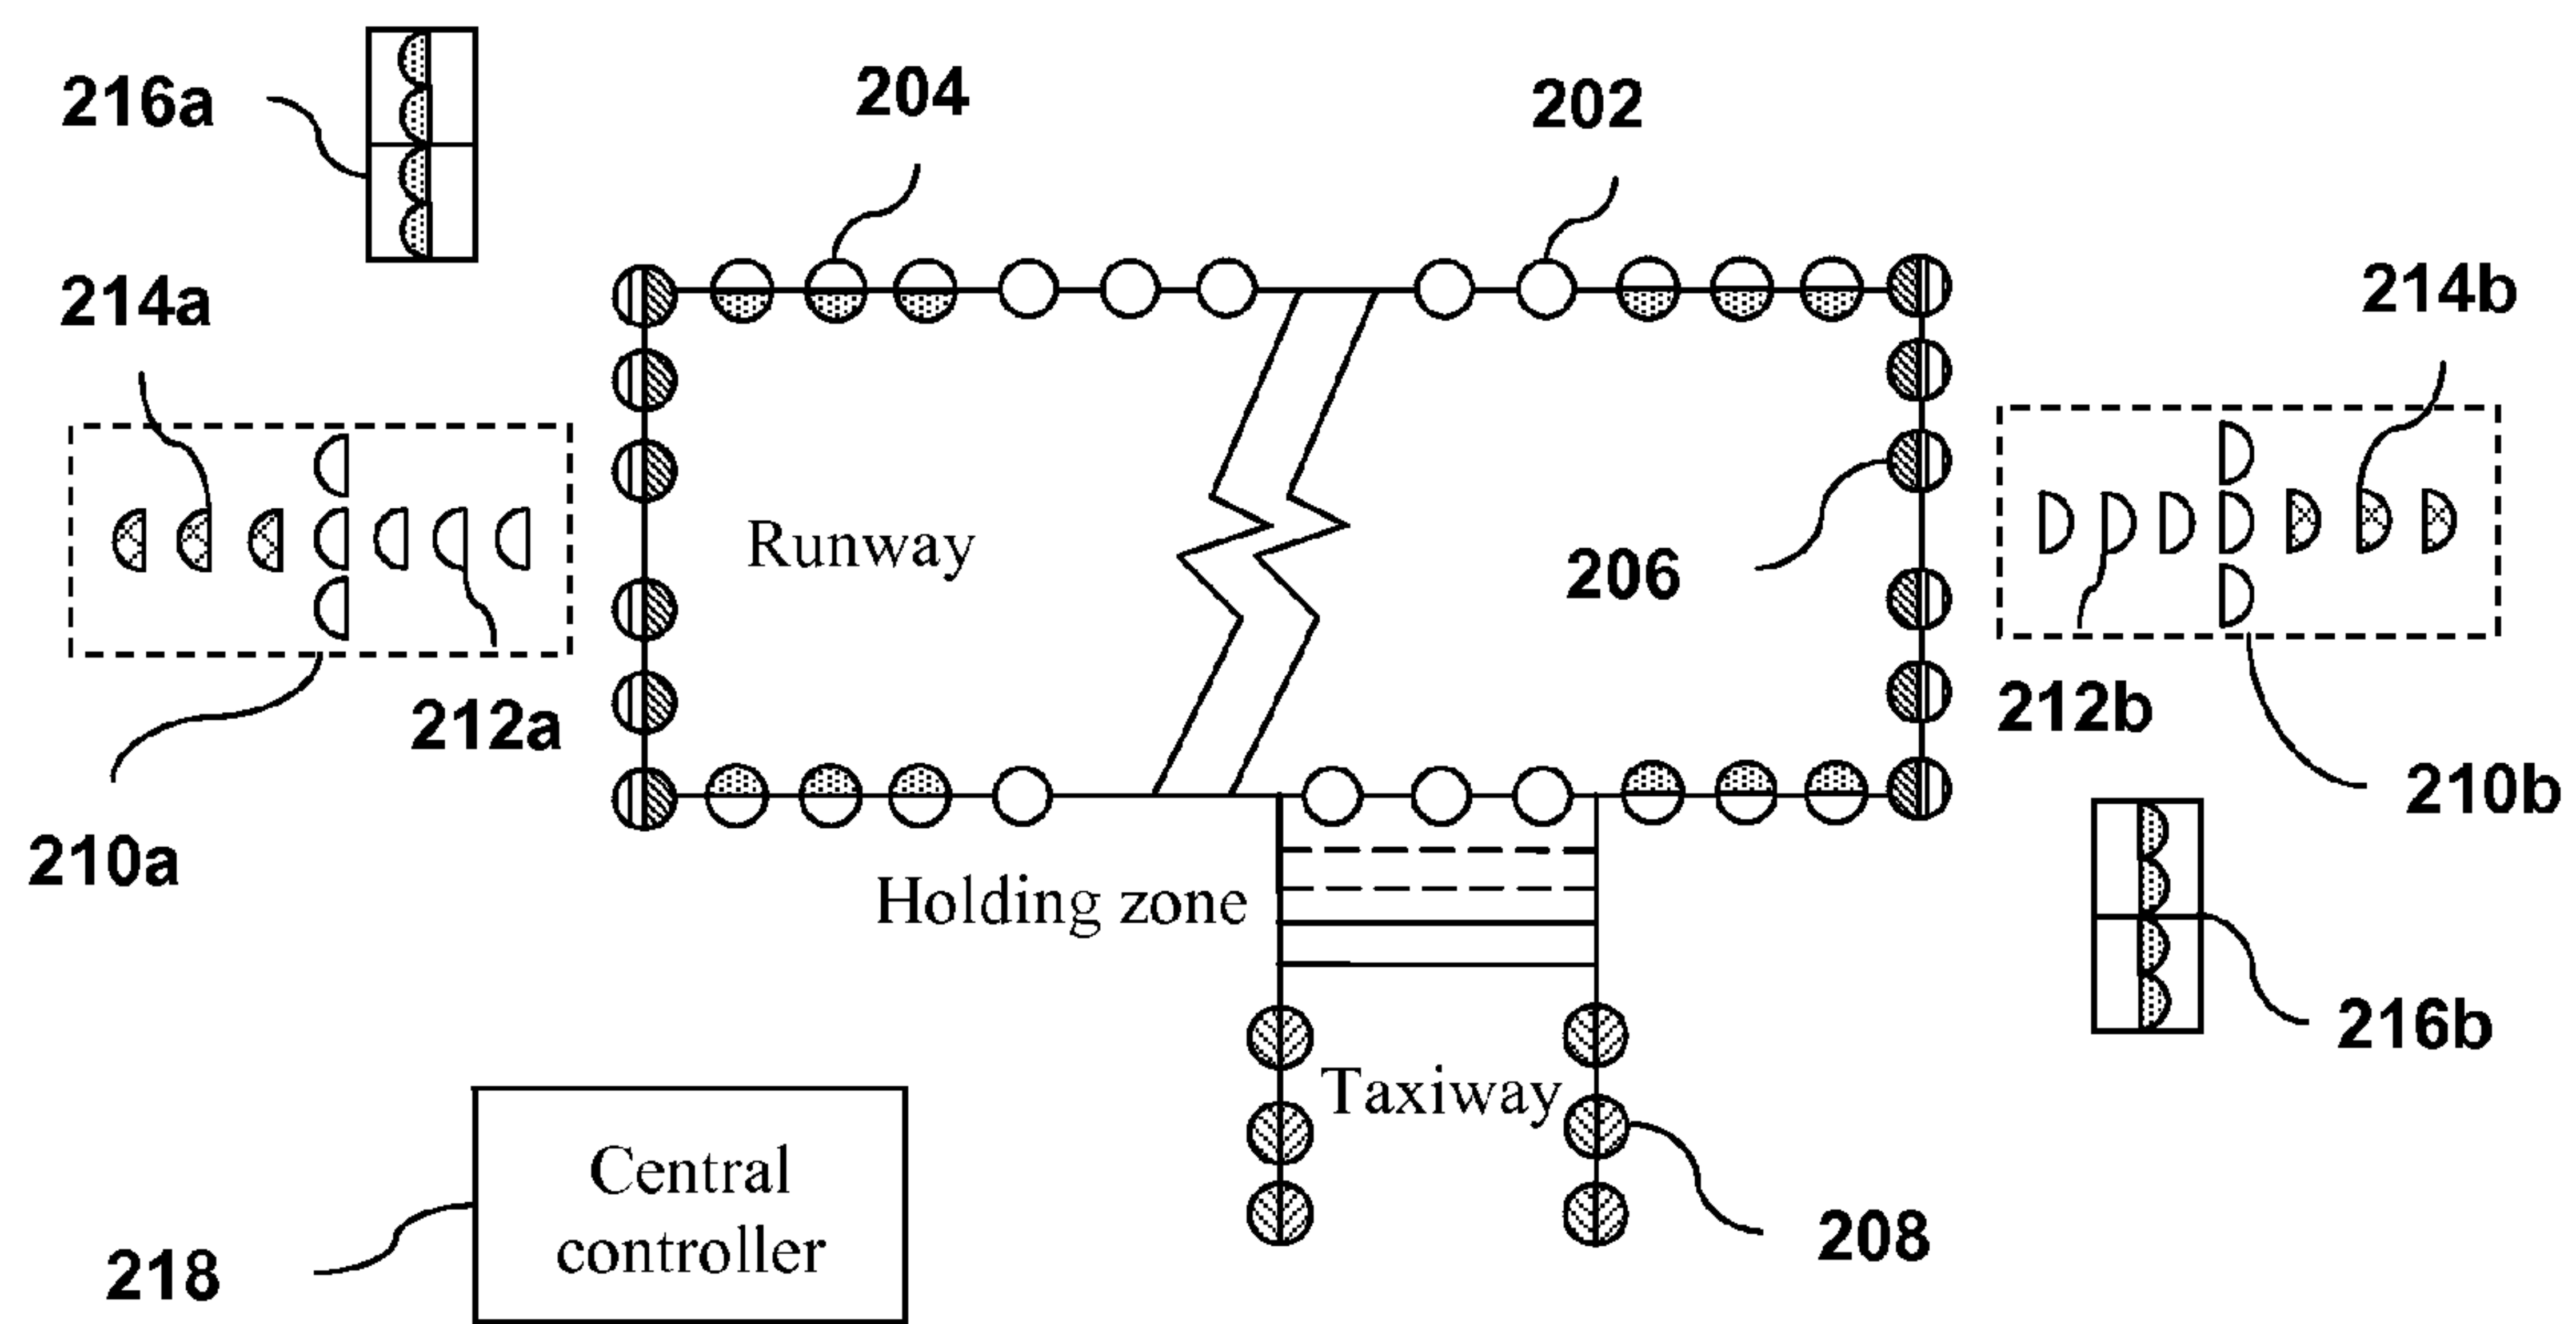 204
202
216a
214a
214b
Runway
206
212a
212b
210b
210a
Holding zone
216b
Taxiway
Central
controller
208
218